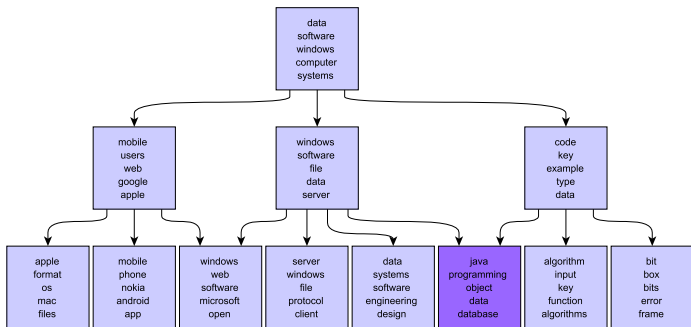 data
software
windows
computer
systems
mobile
users
web
google
apple
windows
software
file
data
server
code
key
example
type
data
apple
format
os
mac
files
mobile
phone
nokia
android
app
windows
web
software
microsoft
open
server
windows
file
protocol
client
data
systems
software
engineering
design
java
programming
object
data
database
algorithm
input
key
function
algorithms
bit
box
bits
error
frame